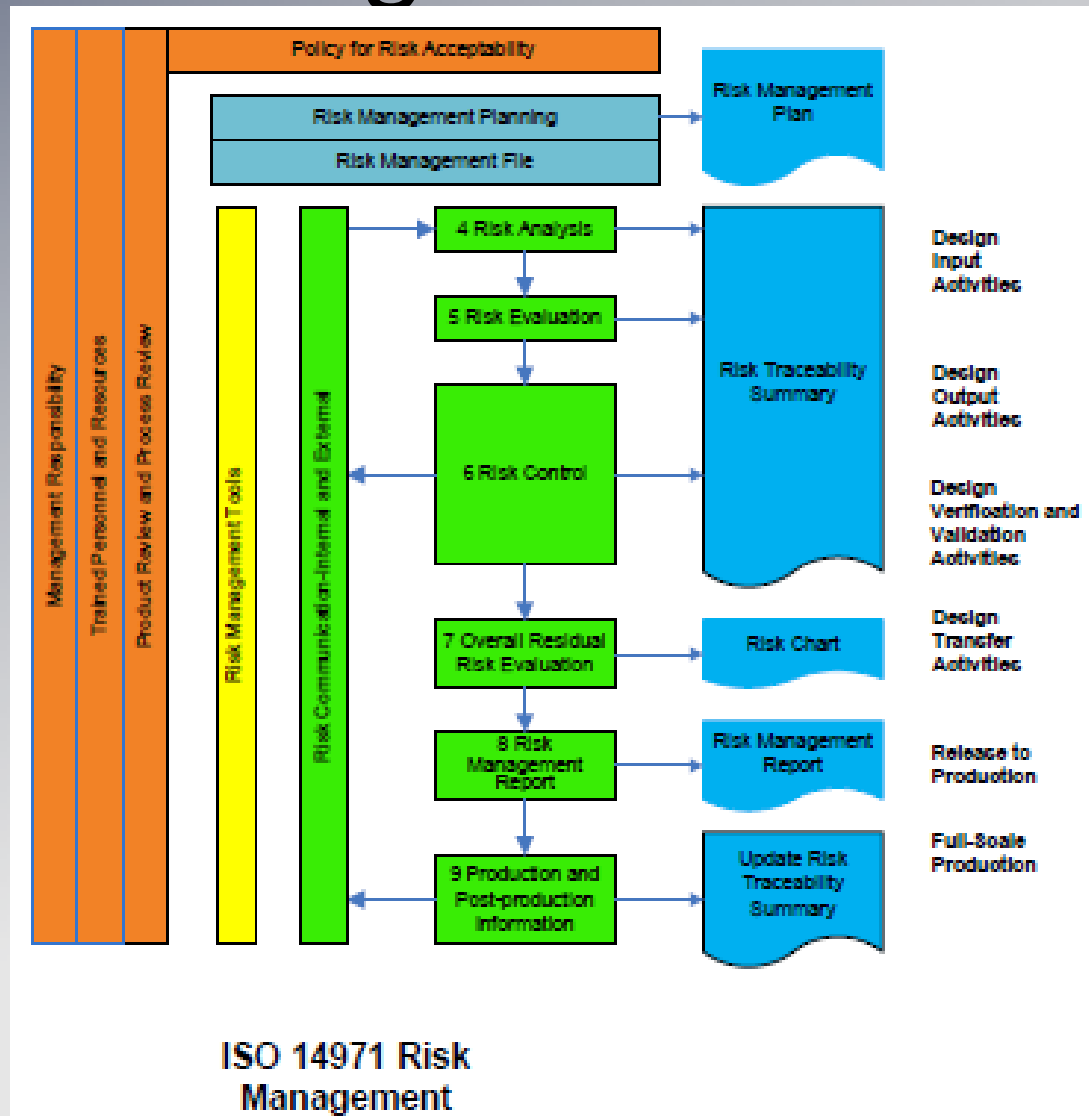 Policy for Risk Acceptability
Risk Management Planning
Risk Management File
Risk Management
Plan
Management Responsibility
Trained Personnel and Resources
Product Review and Process Review
Risk Management Tools
Risk Communication-Internal and External
4 Risk Analysis
5 Risk Evaluation
6 Risk Control
7 Overall Residual
Risk Evaluation
8 Risk
Management
Report
9 Production and
Post-production
Information
Risk Traceability
Summary
Risk Chart
Risk Management
Report
Update Risk
Traceability
Summary
Design
Input
Activities
Design
Output
Activities
Design
Verification and
Validation
Activities
Design
Transfer
Activities
Release to
Production
Full-Scale
Production
ISO 14971 Risk
Management